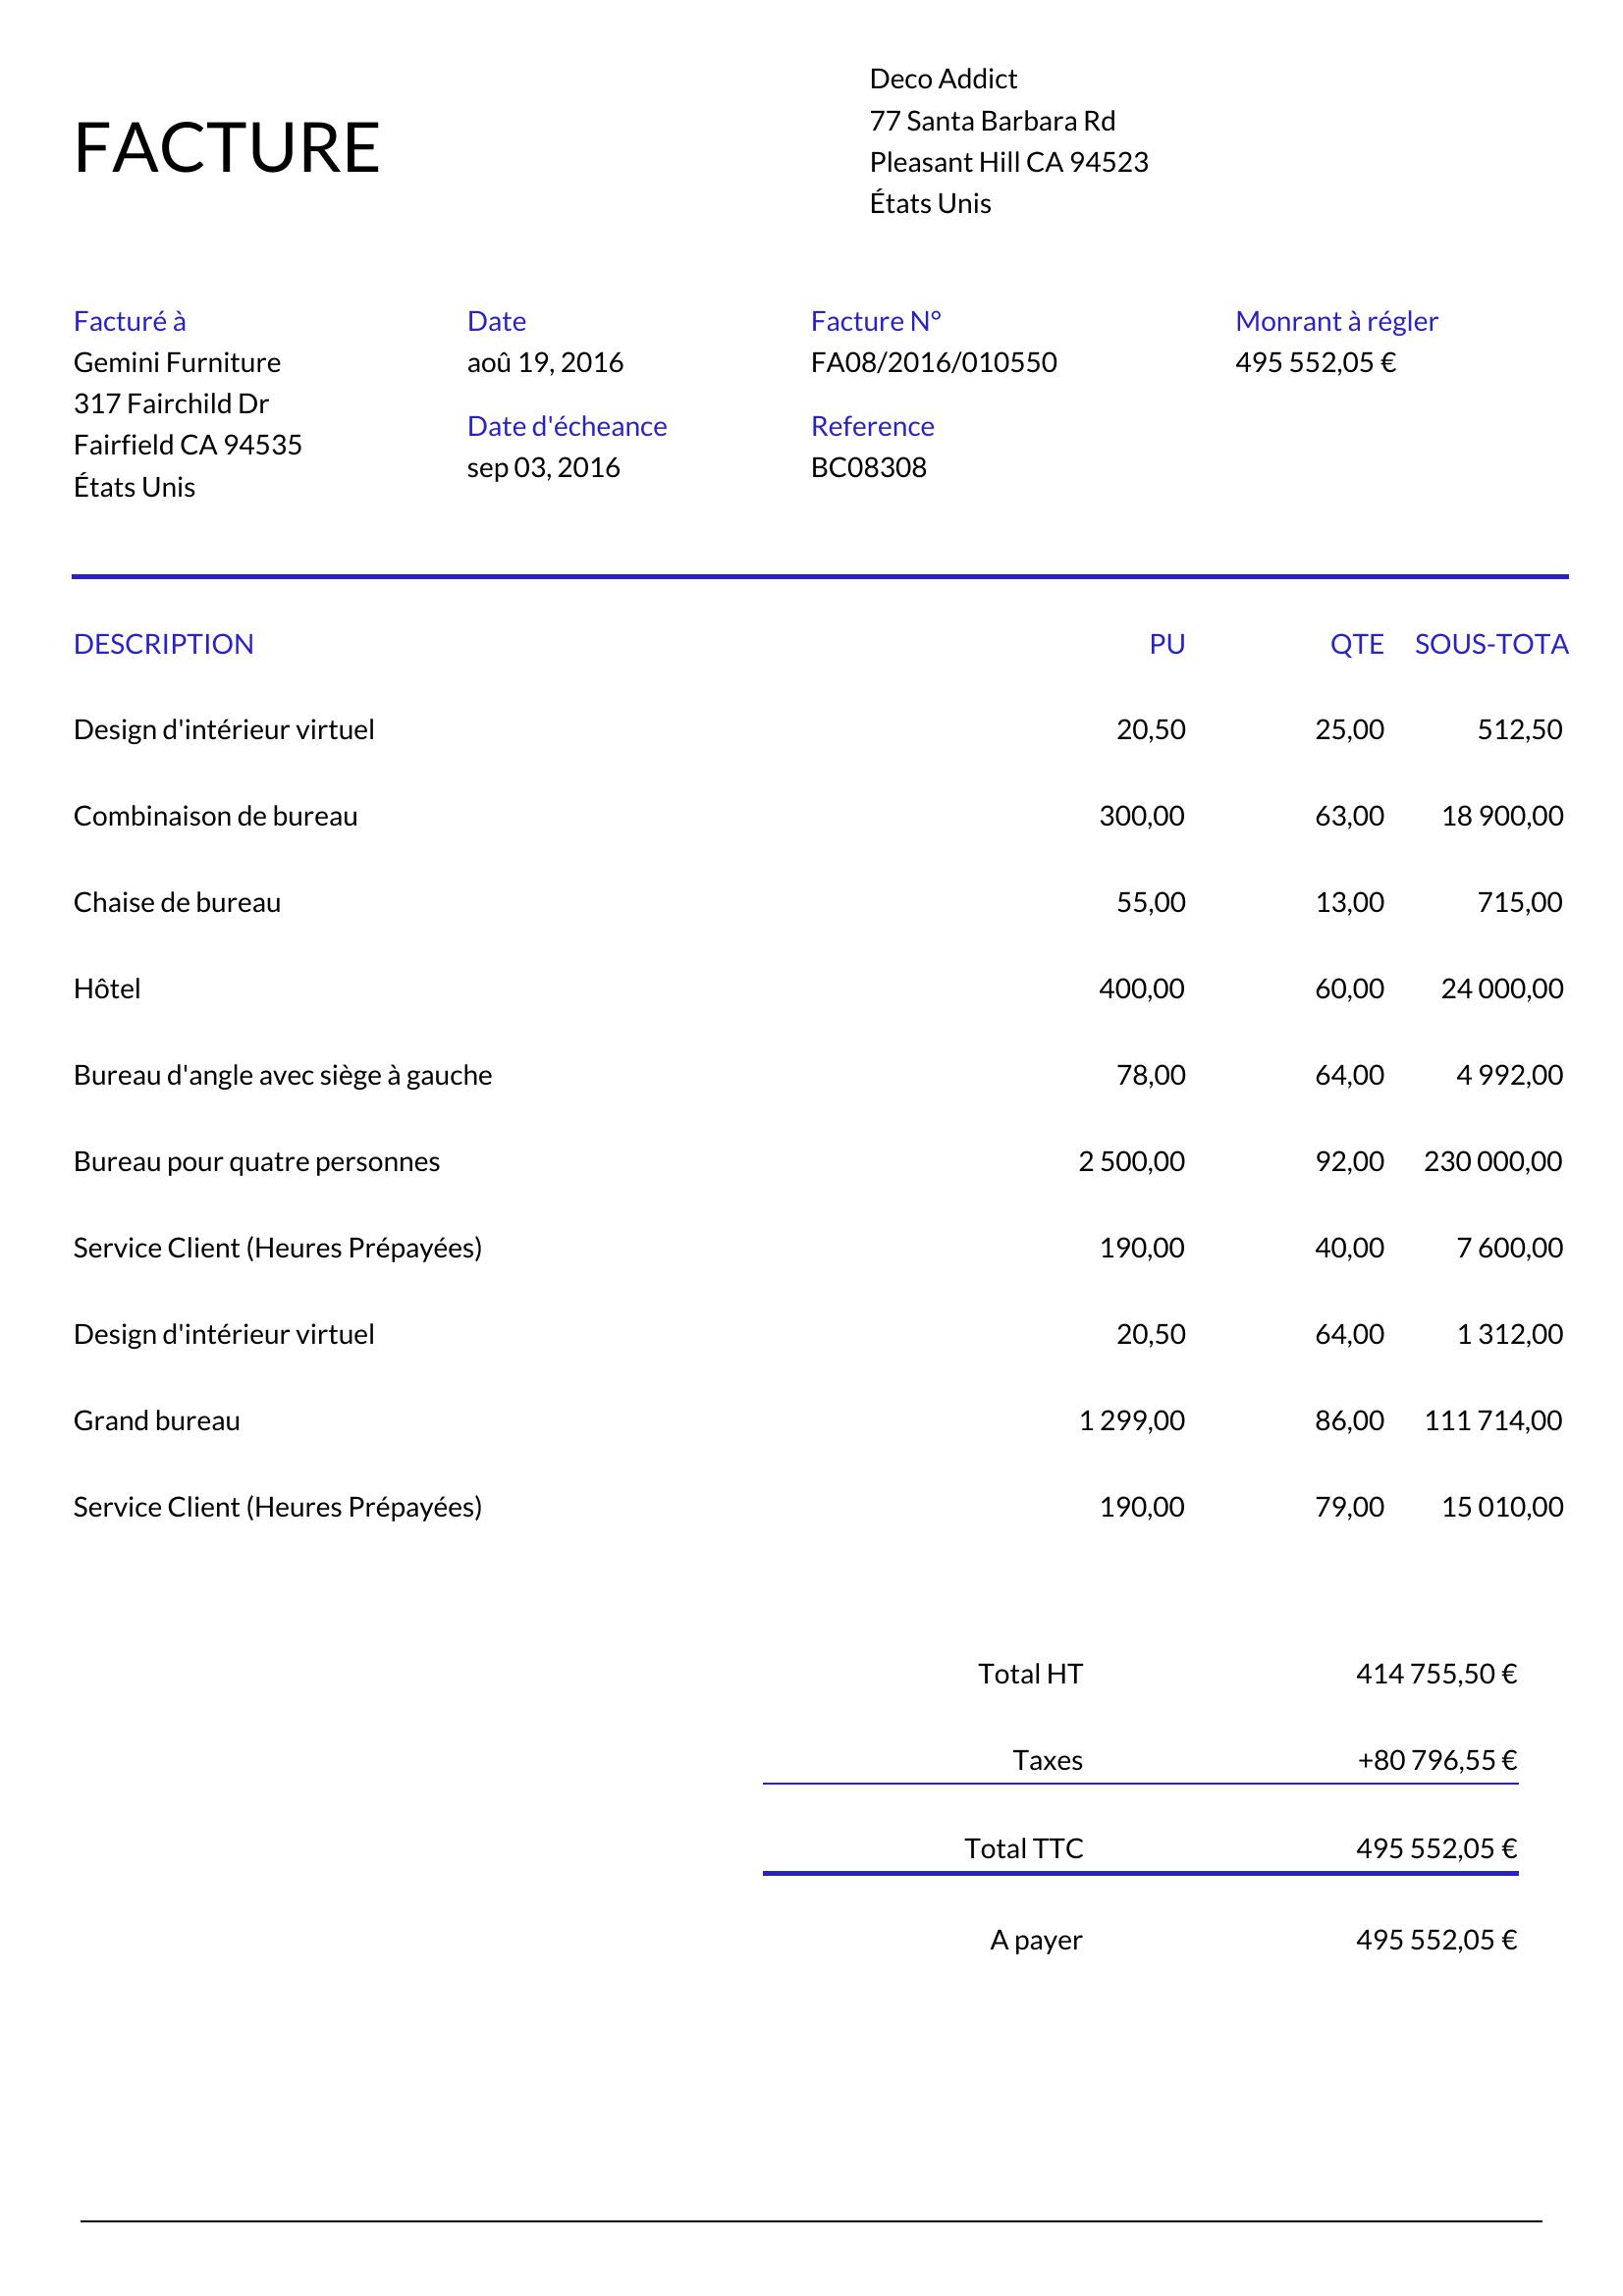 Deco Addict
77 Santa Barbara Rd
Pleasant Hill CA 94523
États Unis
FACTURE
Facturé à
Gemini Furniture
317 Fairchild Dr
Fairfield CA 94535
États Unis
Date
aoû 19, 2016
Date d'écheance
sep 03, 2016
Facture N°
FA08/2016/010550
Reference
BC08308
Monrant à régler
495 552,05 €
DESCRIPTION PU QTE SOUS-TOTA
Design d'intérieur virtuel 20,50 25,00 512,50
Combinaison de bureau 300,00 63,00 18 900,00
Chaise de bureau 55,00 13,00 715,00
Hôtel 400,00 60,00 24 000,00
Bureau d'angle avec siège à gauche 78,00 64,00 4 992,00
Bureau pour quatre personnes 2 500,00 92,00 230 000,00
Service Client (Heures Prépayées) 190,00 40,00 7 600,00
Design d'intérieur virtuel 20,50 64,00 1 312,00
Grand bureau 1 299,00 86,00 111 714,00
Service Client (Heures Prépayées) 190,00 79,00 15 010,00
Total HT 414 755,50 €
Taxes +80 796,55 €
Total TTC 495 552,05 €
A payer 495 552,05 €